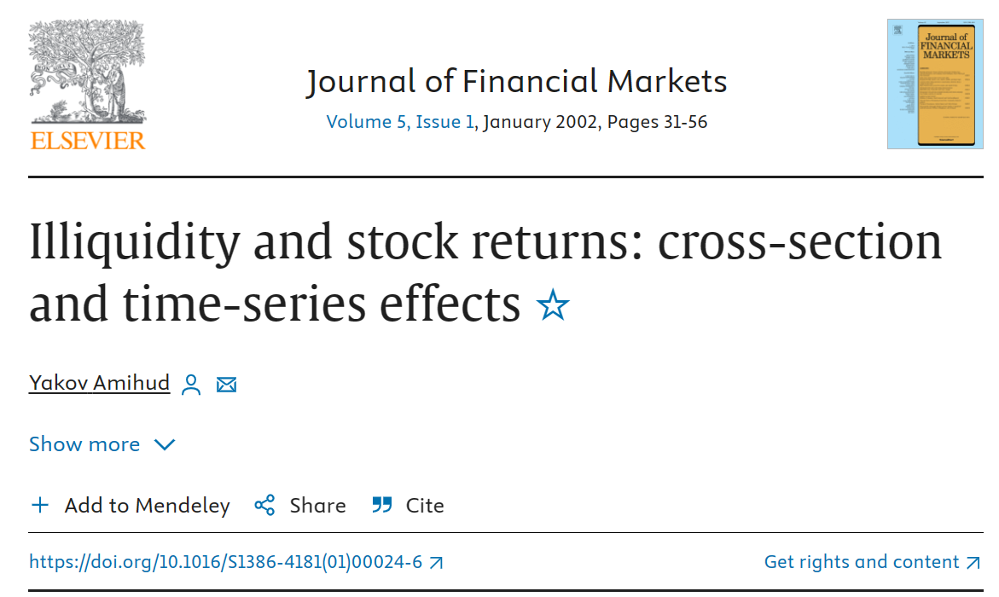 ELSEVIER
Journal of Financial Markets
Volume 5, Issue 1, January 2002, Pages 31-56
Journal of
FINANCIAL
MARKETS
Illiquidity and stock returns: cross-section
and time-series effects
Yakov Amihud
Show more
Add to Mendeley Share Cite
https://doi.org/10.1016/S1386-4181(01)00024-6 Get rights and content